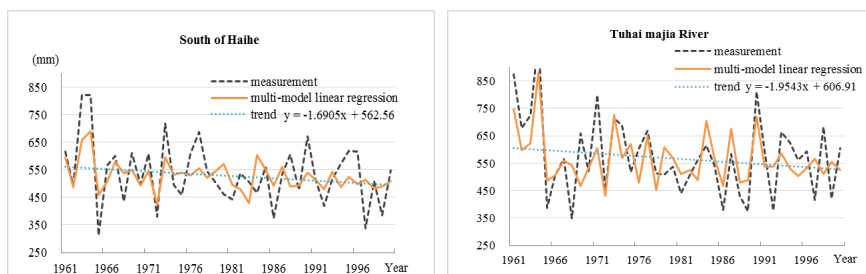 South of Haihe
(mm)
850
750
650
550
450
350
250
measurement
multi-model linear regression
trend y = -1.6905x + 562.56
1961 1966 1971 1976 1981 1986 1991 1996 Year
Tuhai majia River
850
750
650
550
450
350
250
measurement
multi-model linear regression
trend y = -1.9543x + 606.91
1961 1966 1971 1976 1981 1986 1991 1996 Year